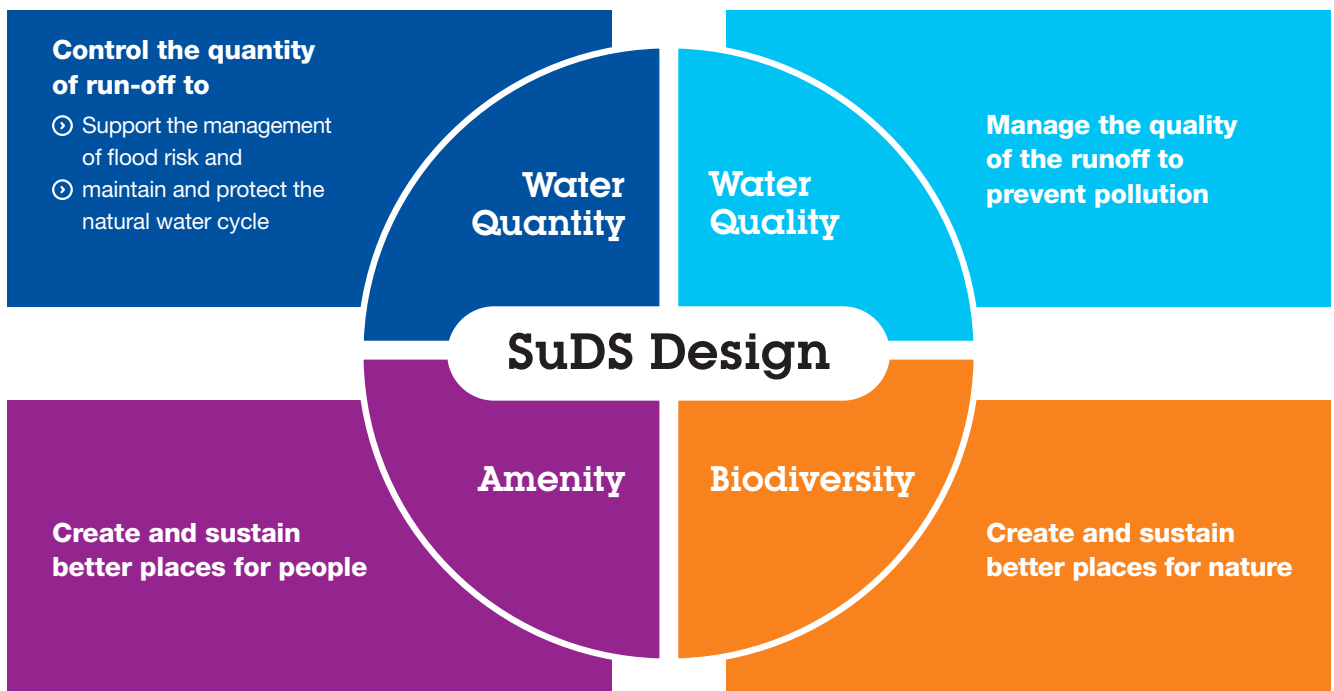 Control the quantity
of run-off to
Support the management
of flood risk and
maintain and protect the
natural water cycle
Water
Quantity
Water
Quality
Manage the quality
of the runoff to
prevent pollution
SuDS Design
Create and sustain
better places for people
Amenity
Biodiversity
Create and sustain
better places for nature